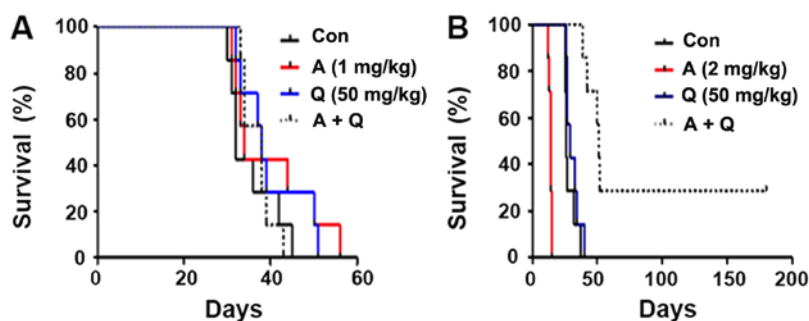 A
Survival (%)
100
80
60
40
20
0
0
20
40
60
Days
Con
A (1 mg/kg)
Q (50 mg/kg)
A + Q
B
Survival (%)
100
80
60
40
20
0
0
50
100
150
200
Days
Con
A (2 mg/kg)
Q (50 mg/kg)
A + Q